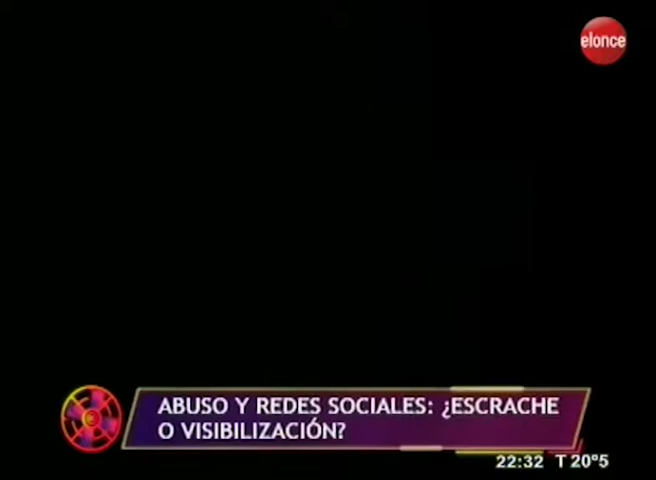 elonce
ABUSO Y REDES SOCIALES: ¿ESCRACHE
O VISIBILIZACIÓN?
22:32 T 20°5